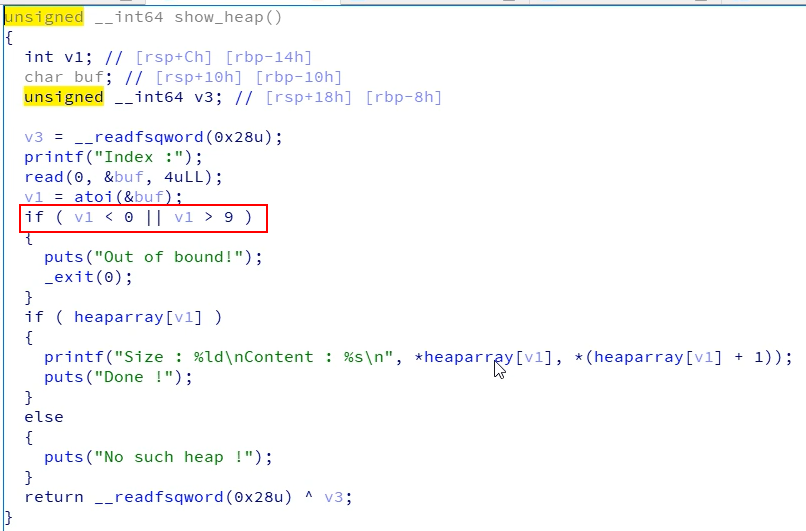 unsigned __int64 show_heap()
{
  int v1; // [rsp+Ch] [rbp-14h]
  char buf; // [rsp+10h] [rbp-10h]
  unsigned __int64 v3; // [rsp+18h] [rbp-8h]

  v3 = __readfsqword(0x28u);
  printf("Index :");
  read(0, &buf, 4uLL);
  v1 = atoi(&buf);
  if ( v1 < 0 || v1 > 9 )
  {
    puts("Out of bound!");
    _exit(0);
  }
  if ( heaparray[v1] )
  {
    printf("Size : %ld\nContent : %s\n", *heaparray[v1], *(heaparray[v1] + 1));
    puts("Done !");
  }
  else
  {
    puts("No such heap !");
  }
  return __readfsqword(0x28u) ^ v3;
}